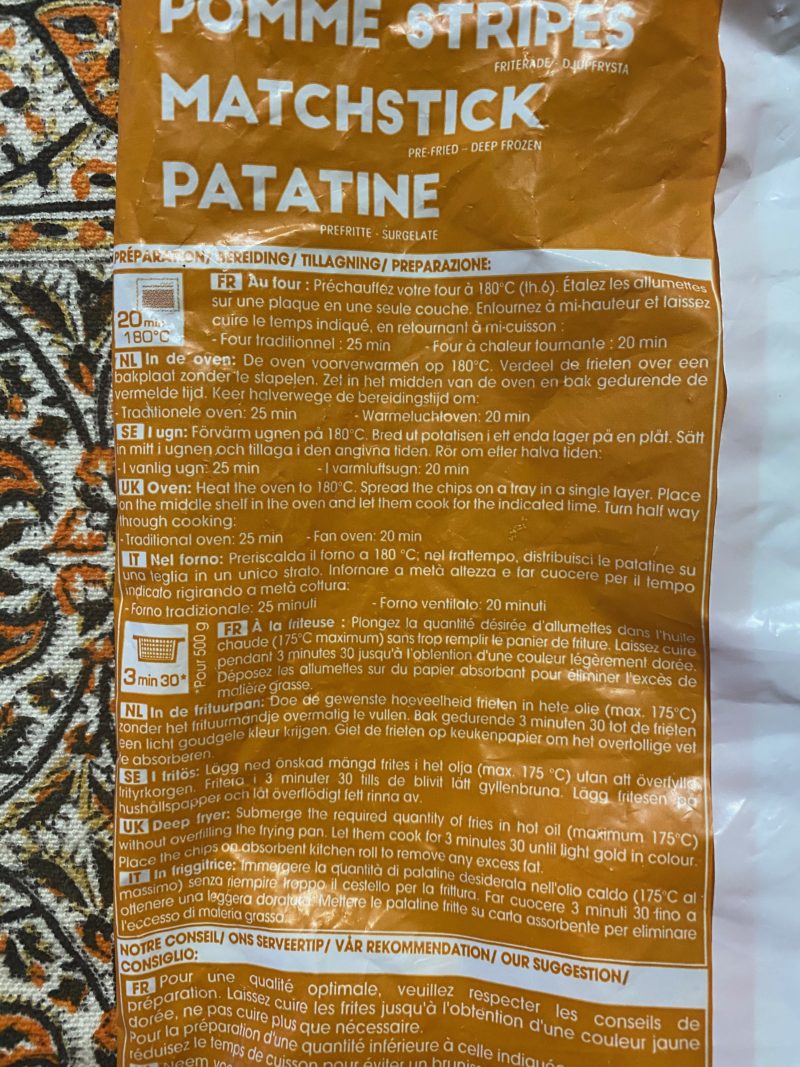 POMME STRIPES
FRITERADE - DJUPFRYSTA
MATCHSTICK
PRE-FRIED – DEEP FROZEN
PATATINE
PREFRITTE - SURGELATE
PRÉPARATION/ BEREIDING/ TILLAGNING/ PREPARAZIONE:
20 min
180°C
FR Au four : Préchauffez votre four à 180°C (th.6). Étalez les allumettes
sur une plaque en une seule couche. Enfournez à mi-hauteur et laissez
cuire le temps indiqué, en retournant à mi-cuisson :
- Four traditionnel : 25 min - Four à chaleur tournante : 20 min
NL In de oven: De oven voorverwarmen op 180°C. Verdeel de frieten over een
bakplaat zonder te stapelen. Zet in het midden van de oven en bak gedurende de
vermelde tijd. Keer halverwege de bereidingstijd om:
- Traditionele oven: 25 min - Warmeluchtoven: 20 min
SE I ugn: Förvärm ugnen på 180°C. Bred ut potatisen i ett enda lager på en plåt. Sätt
in mitt i ugnen och tillaga i den angivna tiden. Rör om efter halva tiden:
- I vanlig ugn: 25 min - I varmluftsugn: 20 min
UK Oven: Heat the oven to 180°C. Spread the chips on a tray in a single layer. Place
on the middle shelf in the oven and let them cook for the indicated time. Turn half way
through cooking:
- Traditional oven: 25 min - Fan oven: 20 min
IT Nel forno: Preriscalda il forno a 180 °C; nel frattempo, distribuisci le patatine su
una teglia in un unico strato. Infornare a metà altezza e far cuocere per il tempo
indicato rigirando a metà cottura:
- Forno tradizionale: 25 minuti - Forno ventilato: 20 minuti
3 min 30*
*Pour 500 g
FR À la friteuse : Plongez la quantité désirée d'allumettes dans l'huile
chaude (175°C maximum) sans trop remplir le panier de friture. Laissez cuire
pendant 3 minutes 30 jusqu'à l'obtention d'une couleur légèrement dorée.
Déposez les allumettes sur du papier absorbant pour éliminer l'excès de
matière grasse.
NL In de frituurpan: Doe de gewenste hoeveelheid frieten in hete olie (max. 175°C)
zonder het frituurmandje overmatig te vullen. Bak gedurende 3 minuten 30 tot de frieten
een licht goudgele kleur krijgen. Giet de frieten op keukenpapier om het overtollige vet
te absorberen.
SE I fritös: Lägg ned önskad mängd frites i het olja (max. 175 °C) utan att överfylla
frityrkorgen. Fritera i 3 minuter 30 tills de blivit lätt gyllenbruna. Lägg fritesen på
hushållspapper och låt överflödigt fett rinna av.
UK Deep fryer: Submerge the required quantity of fries in hot oil (maximum 175°C)
without overfilling the frying pan. Let them cook for 3 minutes 30 until light gold in colour.
Place the chips on absorbent kitchen roll to remove any excess fat.
IT In friggitrice: Immergere la quantità di patatine desiderata nell'olio caldo (175°C al
massimo) senza riempire troppo il cestello per la frittura. Far cuocere 3 minuti 30 fino a
ottenere una leggera doratura. Mettere le patatine fritte su carta assorbente per eliminare
l'eccesso di materia grassa.
NOTRE CONSEIL/ ONS SERVEERTIP/ VÅR REKOMMENDATION/ OUR SUGGESTION/
CONSIGLIO:
FR Pour une qualité optimale, veuillez respecter les conseils de
préparation. Laissez cuire les frites jusqu'à l'obtention d'une couleur jaune
dorée, ne pas cuire plus que nécessaire.
Pour la préparation d'une quantité inférieure à celle
réduisez le temps de cuisson pour éviter un
Neem